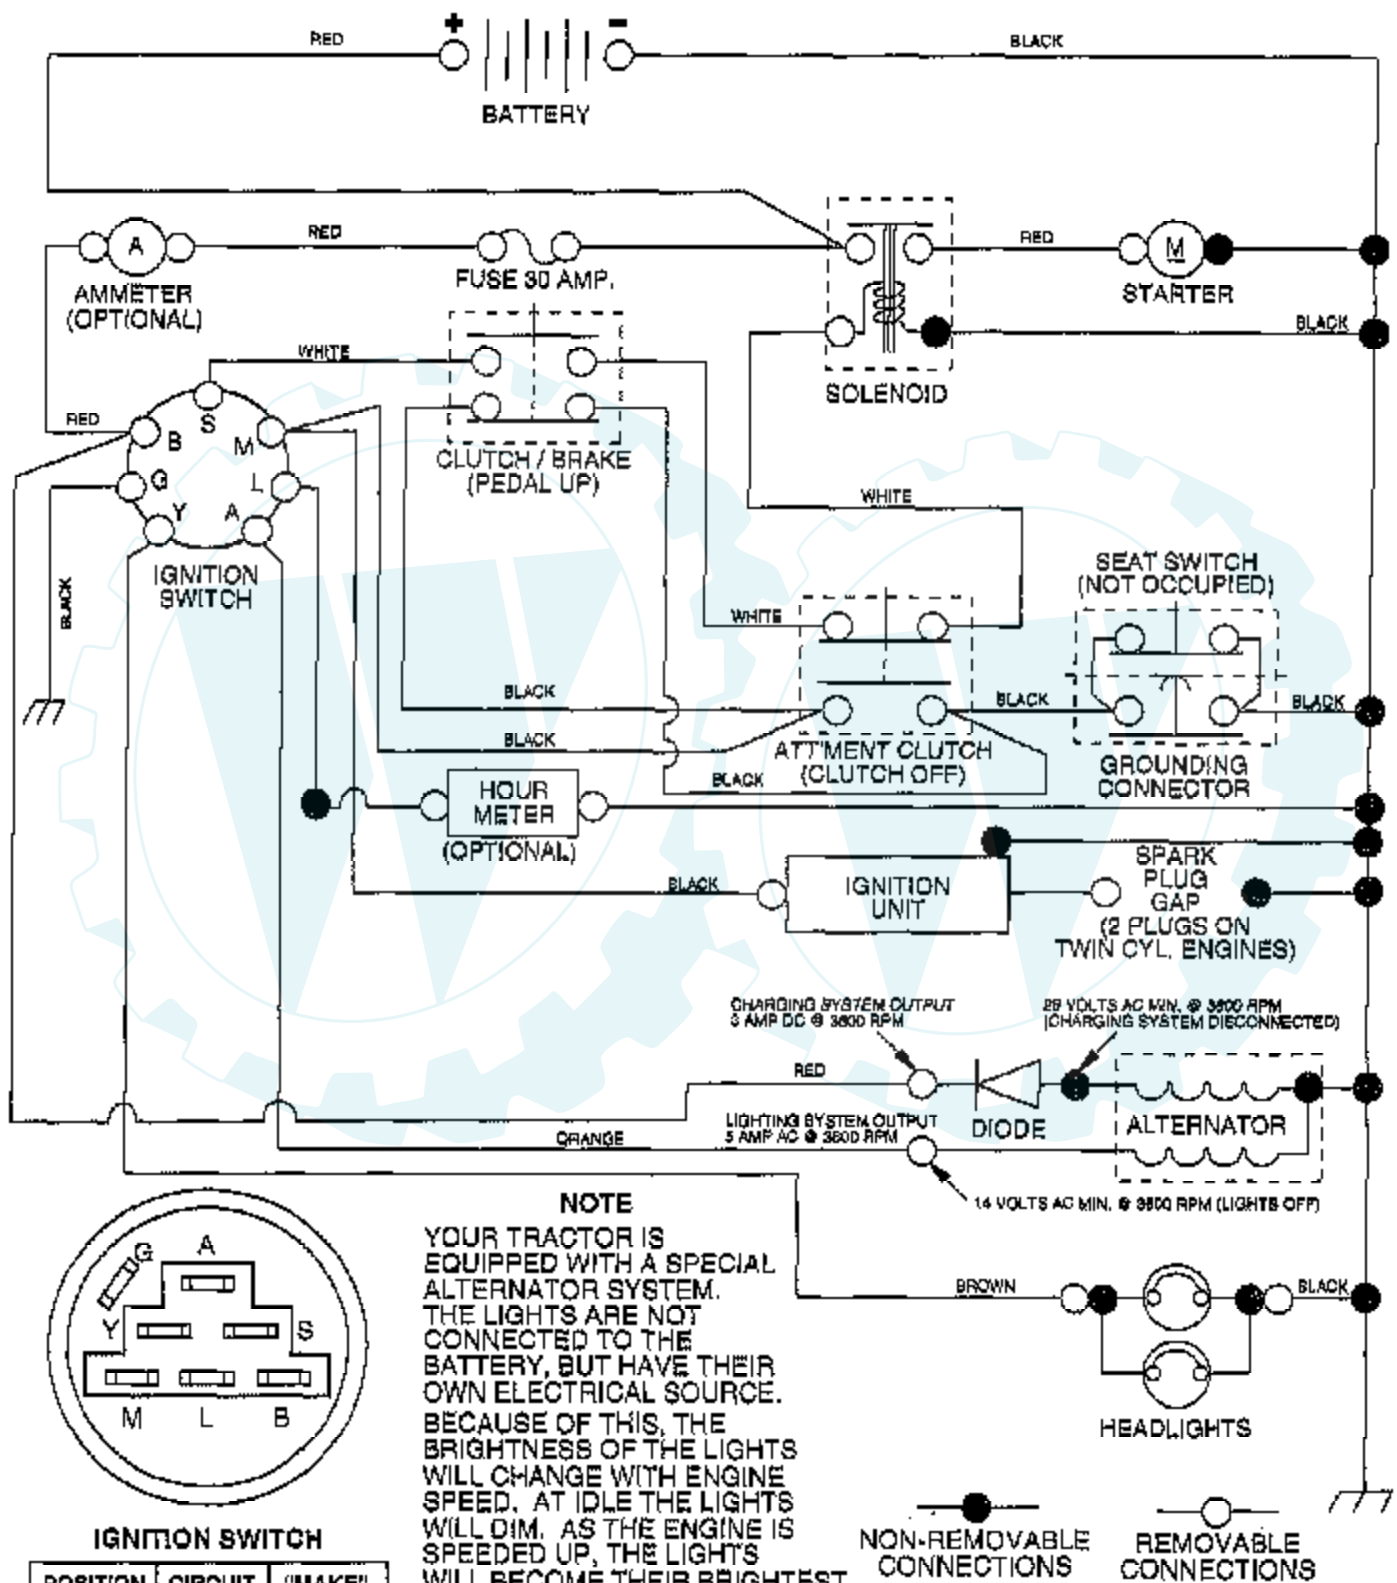 + -
RED
BLACK
BATTERY
A
RED
FUSE 30 AMP.
RED
M
STARTER
AMMETER
(OPTIONAL)
BLACK
SOLENOID
WHITE
RED
S
B
M
G
L
Y
A
IGNITION
SWITCH
BLACK
CLUTCH / BRAKE
(PEDAL UP)
WHITE
WHITE
SEAT SWITCH
(NOT OCCUPIED)
BLACK
BLACK
BLACK
BLACK
BLACK
ATT'MENT CLUTCH
(CLUTCH OFF)
GROUNDING
CONNECTOR
HOUR
METER
(OPTIONAL)
BLACK
IGNITION
UNIT
SPARK
PLUG
GAP
(2 PLUGS ON
TWIN CYL. ENGINES)
CHARGING SYSTEM OUTPUT
3 AMP DC @ 3600 RPM
28 VOLTS AC MIN. @ 3600 RPM
(CHARGING SYSTEM DISCONNECTED)
RED
DIODE
ALTERNATOR
LIGHTING SYSTEM OUTPUT
5 AMP AC @ 3600 RPM
ORANGE
14 VOLTS AC MIN. @ 3600 RPM (LIGHTS OFF)
BROWN
BLACK
HEADLIGHTS
G
A
Y
S
M L B
IGNITION SWITCH
POSITION CIRCUIT "MAKE"
NOTE
YOUR TRACTOR IS
EQUIPPED WITH A SPECIAL
ALTERNATOR SYSTEM.
THE LIGHTS ARE NOT
CONNECTED TO THE
BATTERY, BUT HAVE THEIR
OWN ELECTRICAL SOURCE.
BECAUSE OF THIS, THE
BRIGHTNESS OF THE LIGHTS
WILL CHANGE WITH ENGINE
SPEED. AT IDLE THE LIGHTS
WILL DIM. AS THE ENGINE IS
SPEEDED UP, THE LIGHTS
WILL BECOME THEIR BRIGHTEST
NON-REMOVABLE
CONNECTIONS
REMOVABLE
CONNECTIONS